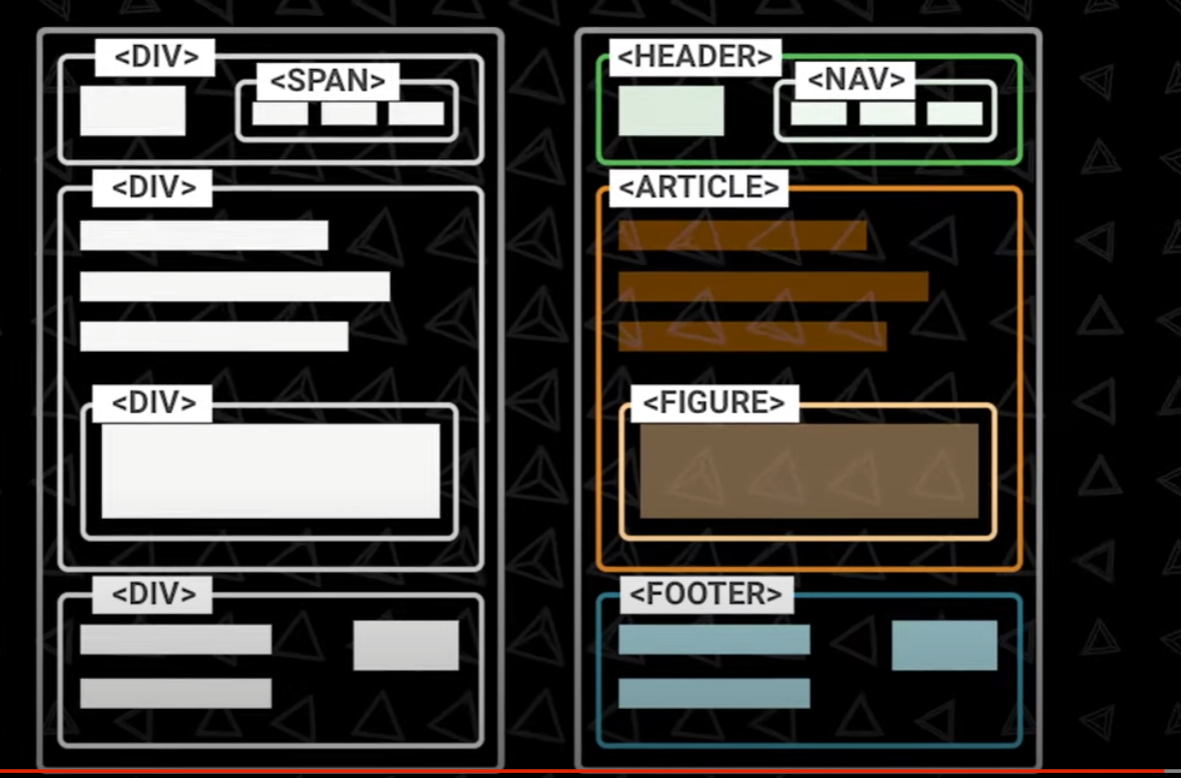 <DIV>
<SPAN>
<DIV>
<DIV>
<DIV>
<HEADER>
<NAV>
<ARTICLE>
<FIGURE>
<FOOTER>